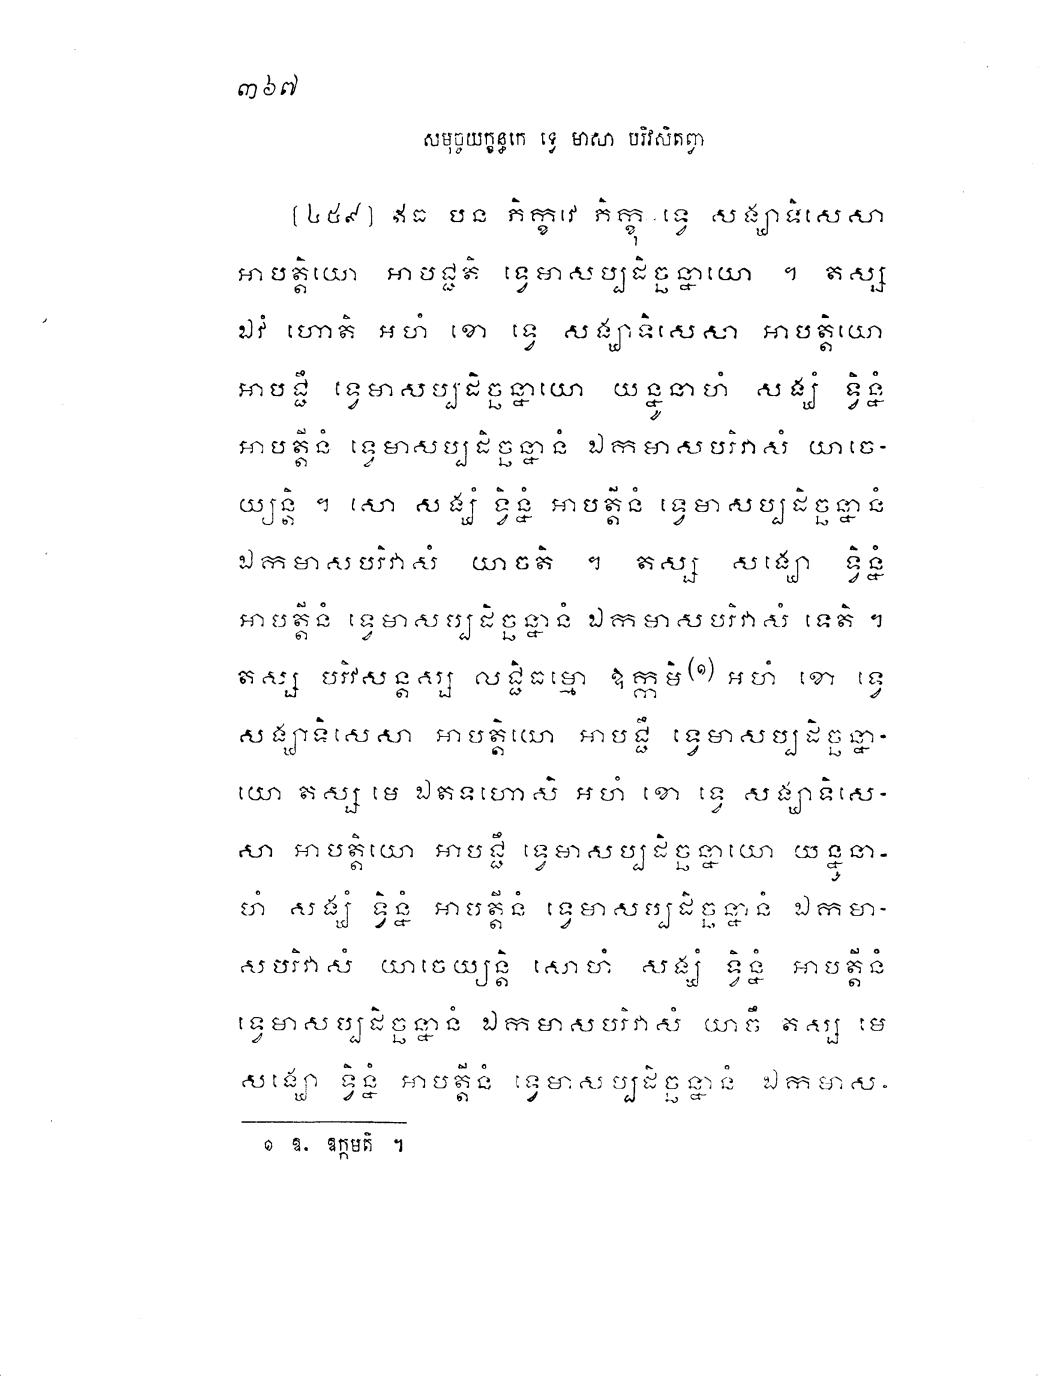 ៣៦៧
សមុច្ចយក្ខន្ធកេ ទ្វេ មាសា បរិវសិតព្វា
[៤៥៩] ឥធ បន ភិក្ខវេ ភិក្ខុ ទ្វេ សង្ឃាទិសេសា
អាបត្តិយោ អាបជ្ជតិ ទ្វេមាសប្បដិច្ឆន្នាយោ ។ តស្ស
ឯវំ ហោតិ អហំ ខោ ទ្វេ សង្ឃាទិសេសា អាបត្តិយោ
អាបជ្ជឹ ទ្វេមាសប្បដិច្ឆន្នាយោ យន្នូនាហំ សង្ឃំ ទ្វិន្នំ
អាបត្តីនំ ទ្វេមាសប្បដិច្ឆន្នានំ ឯកមាសបរិវាសំ យាចេ-
យ្យន្តិ ។ សោ សង្ឃំ ទ្វិន្នំ អាបត្តីនំ ទ្វេមាសប្បដិច្ឆន្នានំ
ឯកមាសបរិវាសំ យាចតិ ។ តស្ស សង្ឃោ ទ្វិន្នំ
អាបត្តីនំ ទ្វេមាសប្បដិច្ឆន្នានំ ឯកមាសបរិវាសំ ទេតិ ។
តស្ស បរិវសន្តស្ស លជ្ជិធម្មោ ឱក្កមិ(១) អហំ ខោ ទ្វេ
សង្ឃាទិសេសា អាបត្តិយោ អាបជ្ជឹ ទ្វេមាសប្បដិច្ឆន្នា-
យោ តស្ស មេ ឯតទហោសិ អហំ ខោ ទ្វេ សង្ឃាទិសេ-
សា អាបត្តិយោ អាបជ្ជឹ ទ្វេមាសប្បដិច្ឆន្នាយោ យន្នូនា-
ហំ សង្ឃំ ទ្វិន្នំ អាបត្តីនំ ទ្វេមាសប្បដិច្ឆន្នានំ ឯកមា-
សបរិវាសំ យាចេយ្យន្តិ សោហំ សង្ឃំ ទ្វិន្នំ អាបត្តីនំ
ទ្វេមាសប្បដិច្ឆន្នានំ ឯកមាសបរិវាសំ យាចឹ តស្ស មេ
សង្ឃោ ទ្វិន្នំ អាបត្តីនំ ទ្វេមាសប្បដិច្ឆន្នានំ ឯកមាស-
១ ឱ. ឱក្កមតិ ។